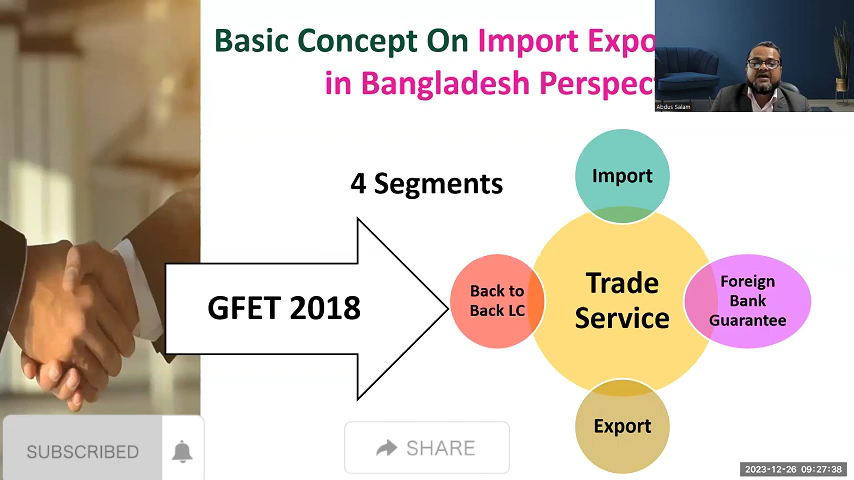 Basic Concept On Import Expo
in Bangladesh Perspec
Abdus Salam
4 Segments
Import
Trade
Service
Back to
Back LC
Foreign
Bank
Guarantee
GFET 2018
Export
SUBSCRIBED
SHARE
2023-12-26 09:27:38